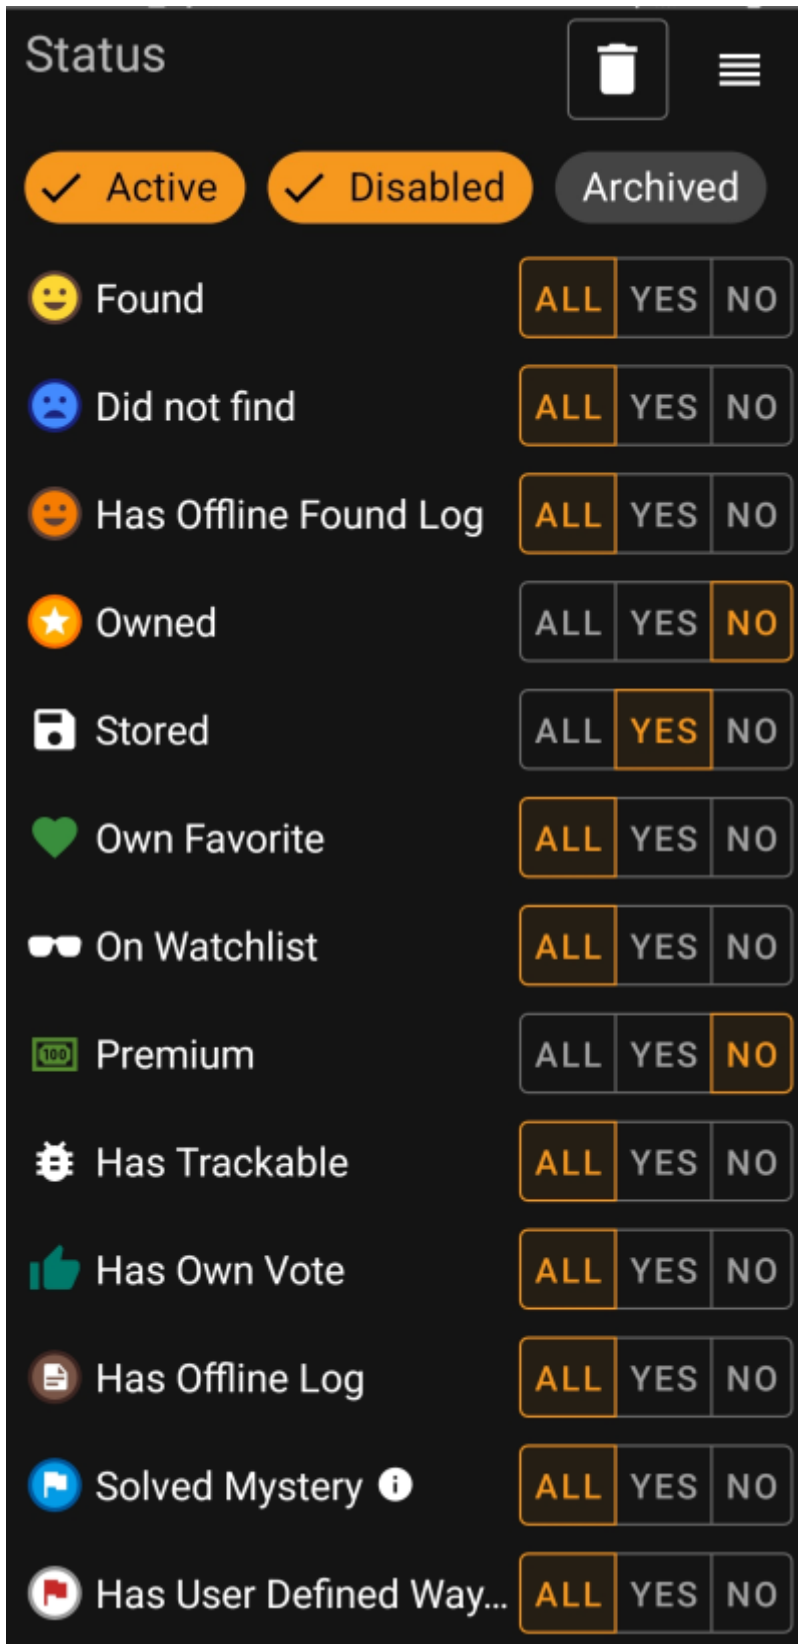 Status
Active Disabled Archived
Found ALL YES NO
Did not find ALL YES NO
Has Offline Found Log ALL YES NO
Owned ALL YES NO
Stored ALL YES NO
Own Favorite ALL YES NO
On Watchlist ALL YES NO
100 Premium ALL YES NO
Has Trackable ALL YES NO
Has Own Vote ALL YES NO
Has Offline Log ALL YES NO
Solved Mystery i ALL YES NO
Has User Defined Way... ALL YES NO